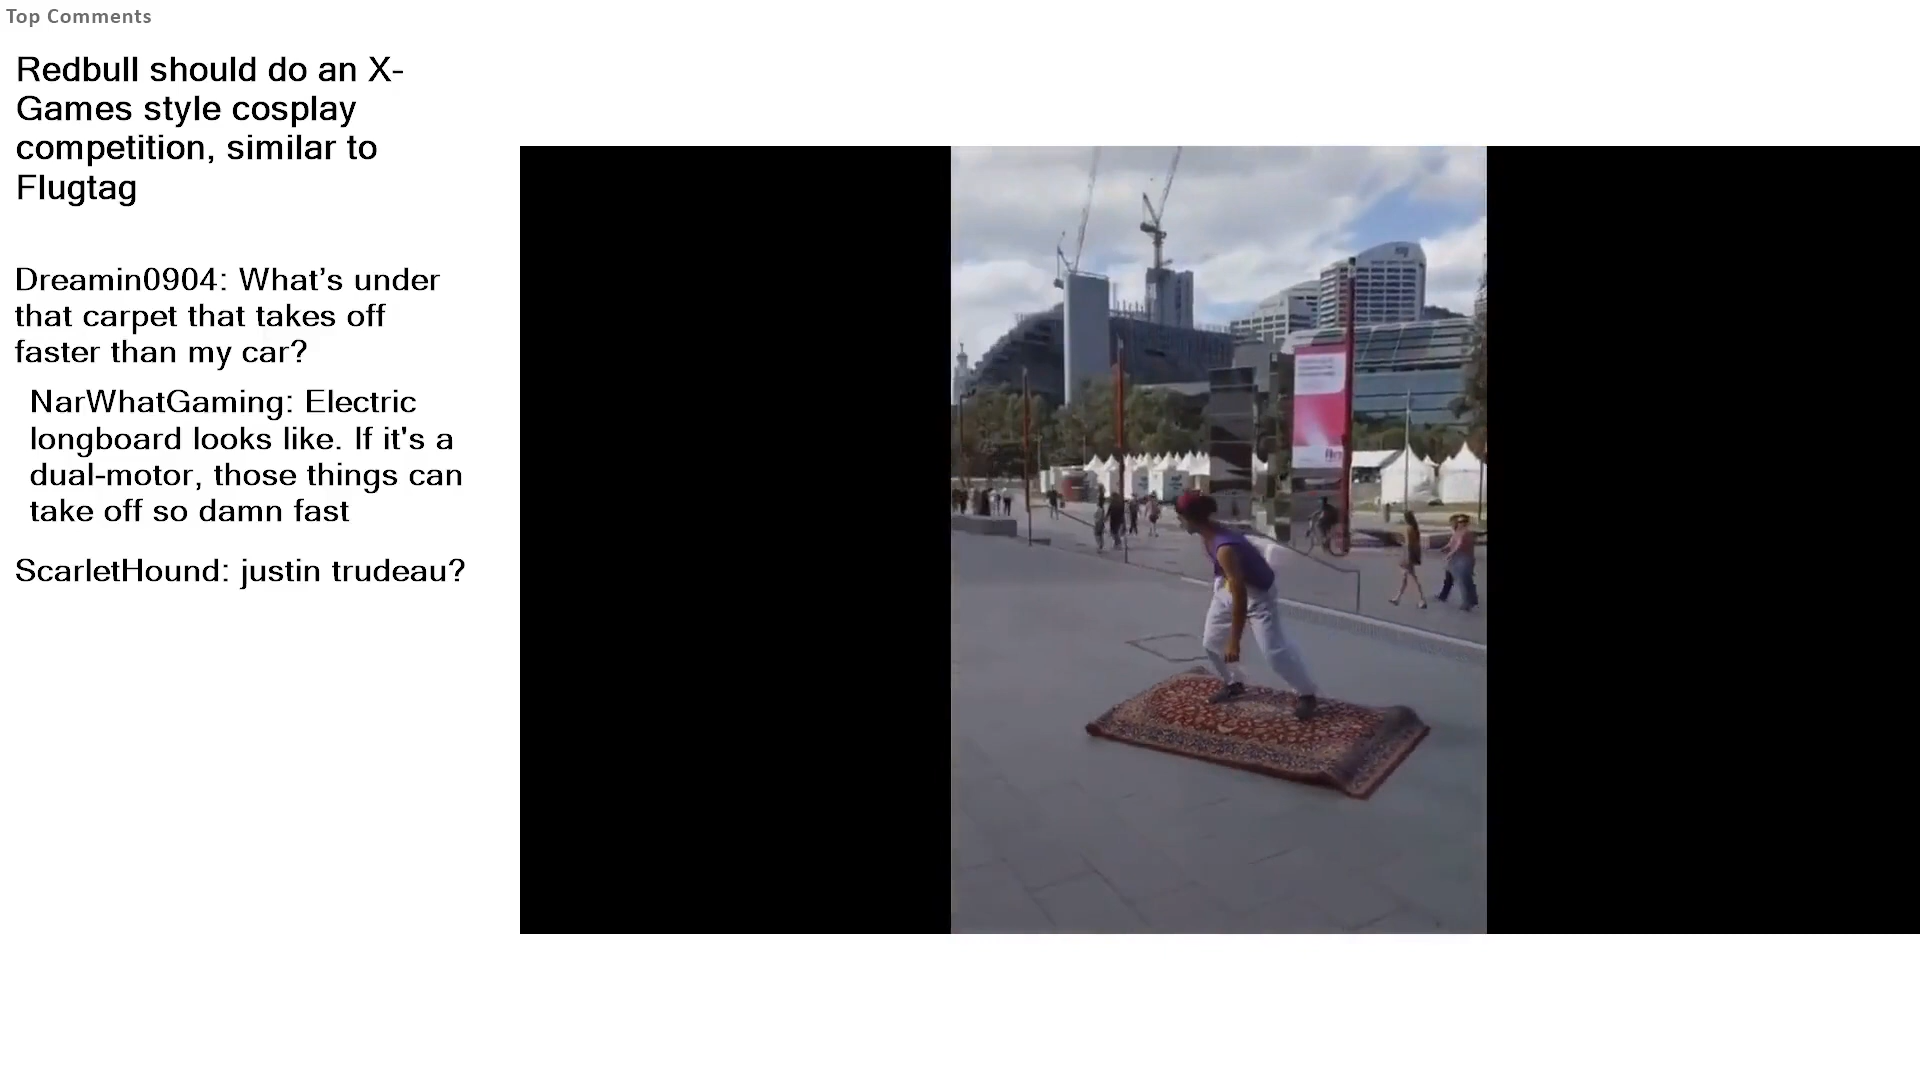 Top Comments
Redbull should do an X-
Games style cosplay
competition, similar to
Flugtag
Dreamin0904: What’s under
that carpet that takes off
faster than my car?
NarWhatGaming: Electric
longboard looks like. If it's a
dual-motor, those things can
take off so damn fast
ScarletHound: justin trudeau?